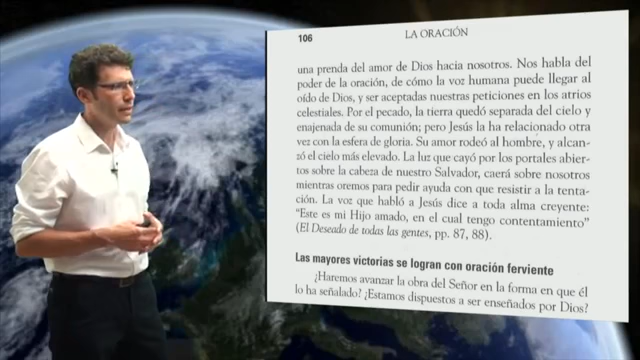 106
LA ORACIÓN
una prenda del amor de Dios hacia nosotros. Nos habla del
poder de la oración, de cómo la voz humana puede llegar al
oído de Dios, y ser aceptadas nuestras peticiones en los atrios
celestiales. Por el pecado, la tierra quedó separada del cielo y
enajenada de su comunión; pero Jesús la ha relacionado otra
vez con la esfera de gloria. Su amor rodeó al hombre, y alcan-
zó el cielo más elevado. La luz que cayó por los portales abier-
tos sobre la cabeza de nuestro Salvador, caerá sobre nosotros
mientras oremos para pedir ayuda con que resistir a la tenta-
ción. La voz que habló a Jesús dice a toda alma creyente:
“Este es mi Hijo amado, en el cual tengo contentamiento”
(El Deseado de todas las gentes, pp. 87, 88).
Las mayores victorias se logran con oración ferviente
¿Haremos avanzar la obra del Señor en la forma en que él
lo ha señalado? ¿Estamos dispuestos a ser enseñados por Dios?